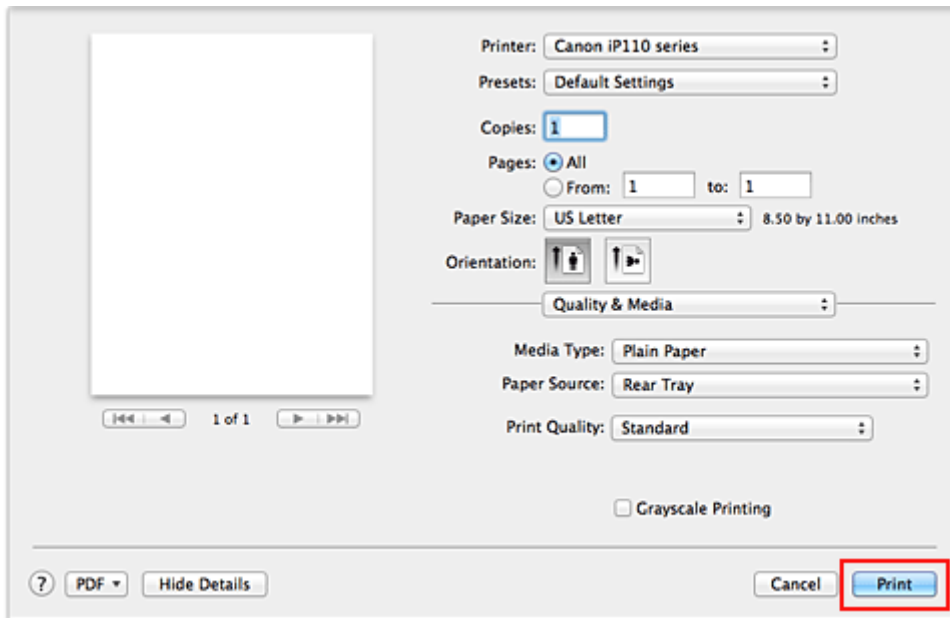 Printer: Canon iP110 series
Presets: Default Settings
Copies: 1
Pages: All
From: 1 to: 1
Paper Size: US Letter 8.50 by 11.00 inches
Orientation:
Quality & Media
Media Type: Plain Paper
Paper Source: Rear Tray
1 of 1
Print Quality: Standard
Grayscale Printing
? PDF Hide Details Cancel Print